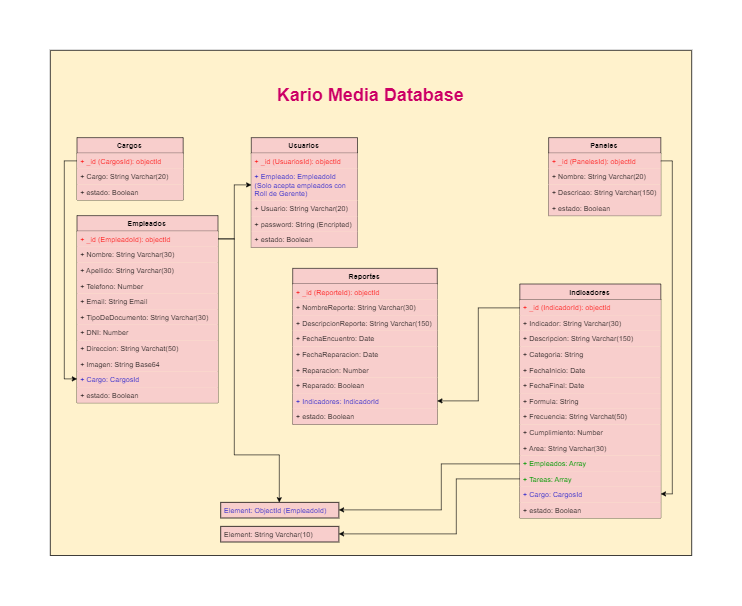 Kario Media Database
Cargos
+ _id (CargosId): objectId
+ Cargo: String Varchar(20)
+ estado: Boolean
Usuarios
+ _id (UsuariosId): objectId
+ Empleado: EmpleadoId
(Solo acepta empleados con
Roll de Gerente)
+ Usuario: String Varchar(20)
+ password: String (Encripted)
+ estado: Boolean
Paneles
+ _id (PanelesId): objectId
+ Nombre: String Varchar(20)
+ Descricao: String Varchar(150)
+ estado: Boolean
Empleados
+ _id (EmpleadoId): objectId
+ Nombre: String Varchar(30)
+ Apellido: String Varchar(30)
+ Telefono: Number
+ Email: String Email
+ TipoDeDocumento: String Varchar(30)
+ DNI: Number
+ Direccion: String Varchat(50)
+ Imagen: String Base64
+ Cargo: CargosId
+ estado: Boolean
Reportes
+ _id (ReporteId): objectId
+ NombreReporte: String Varchar(30)
+ DescripcionReporte: String Varchar(150)
+ FechaEncuentro: Date
+ FechaReparacion: Date
+ Reparacion: Number
+ Reparado: Boolean
+ Indicadores: IndicadorId
+ estado: Boolean
Indicadores
+ _id (IndicadorId): objectId
+ Indicador: String Varchar(30)
+ Destripcion: String Varchar(150)
+ Categoria: String
+ FechaInicio: Date
+ FechaFinal: Date
+ Formula: String
+ Frecuencia: String Varchat(50)
+ Cumplimiento: Number
+ Area: String Varchar(30)
+ Empleados: Array
+ Tareas: Array
+ Cargo: CargosId
+ estado: Boolean
Element: ObjectId (EmpleadoId)
Element: String Varchar(10)